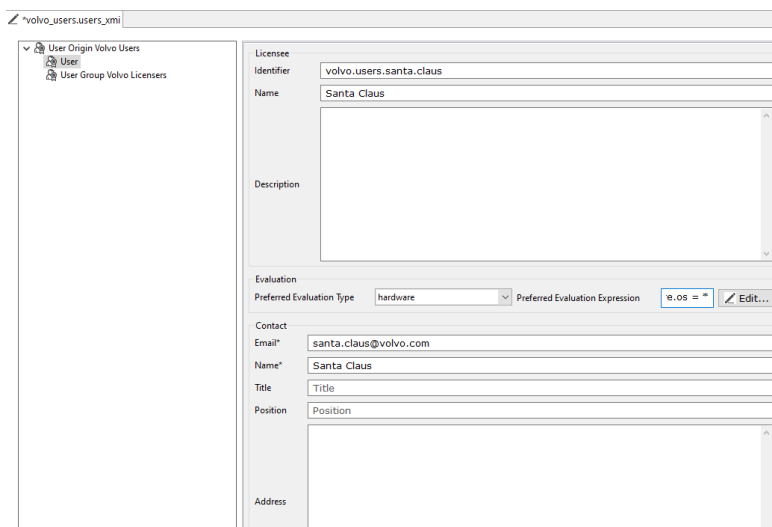 *volvo_users.users_xmi
User Origin Volvo Users
User
User Group Volvo Licensers
Licensee
Identifier volvo.users.santa.claus
Name Santa Claus
Description
Evaluation
Preferred Evaluation Type hardware Preferred Evaluation Expression e.os = * Edit...
Contact
Email* santa.claus@volvo.com
Name* Santa Claus
Title Title
Position Position
Address